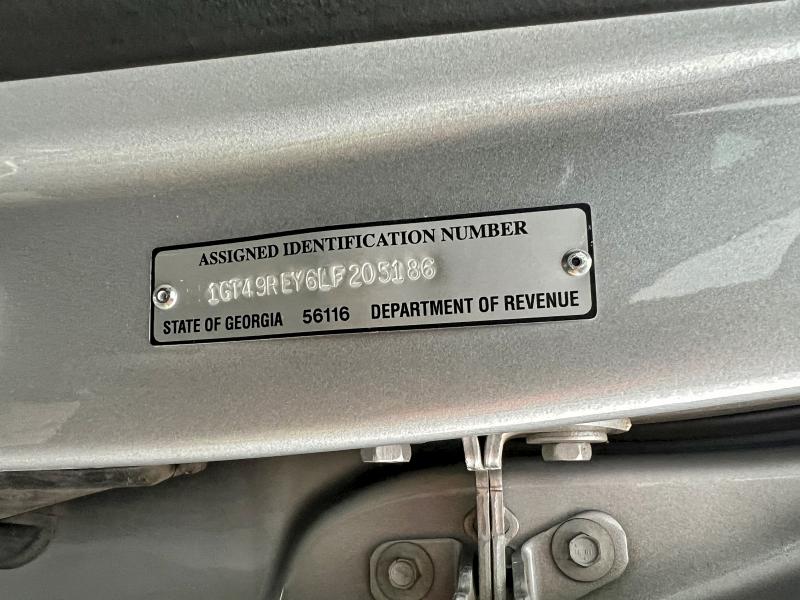 ASSIGNED IDENTIFICATION NUMBER
1GT49REY6LF205186
STATE OF GEORGIA 56116 DEPARTMENT OF REVENUE